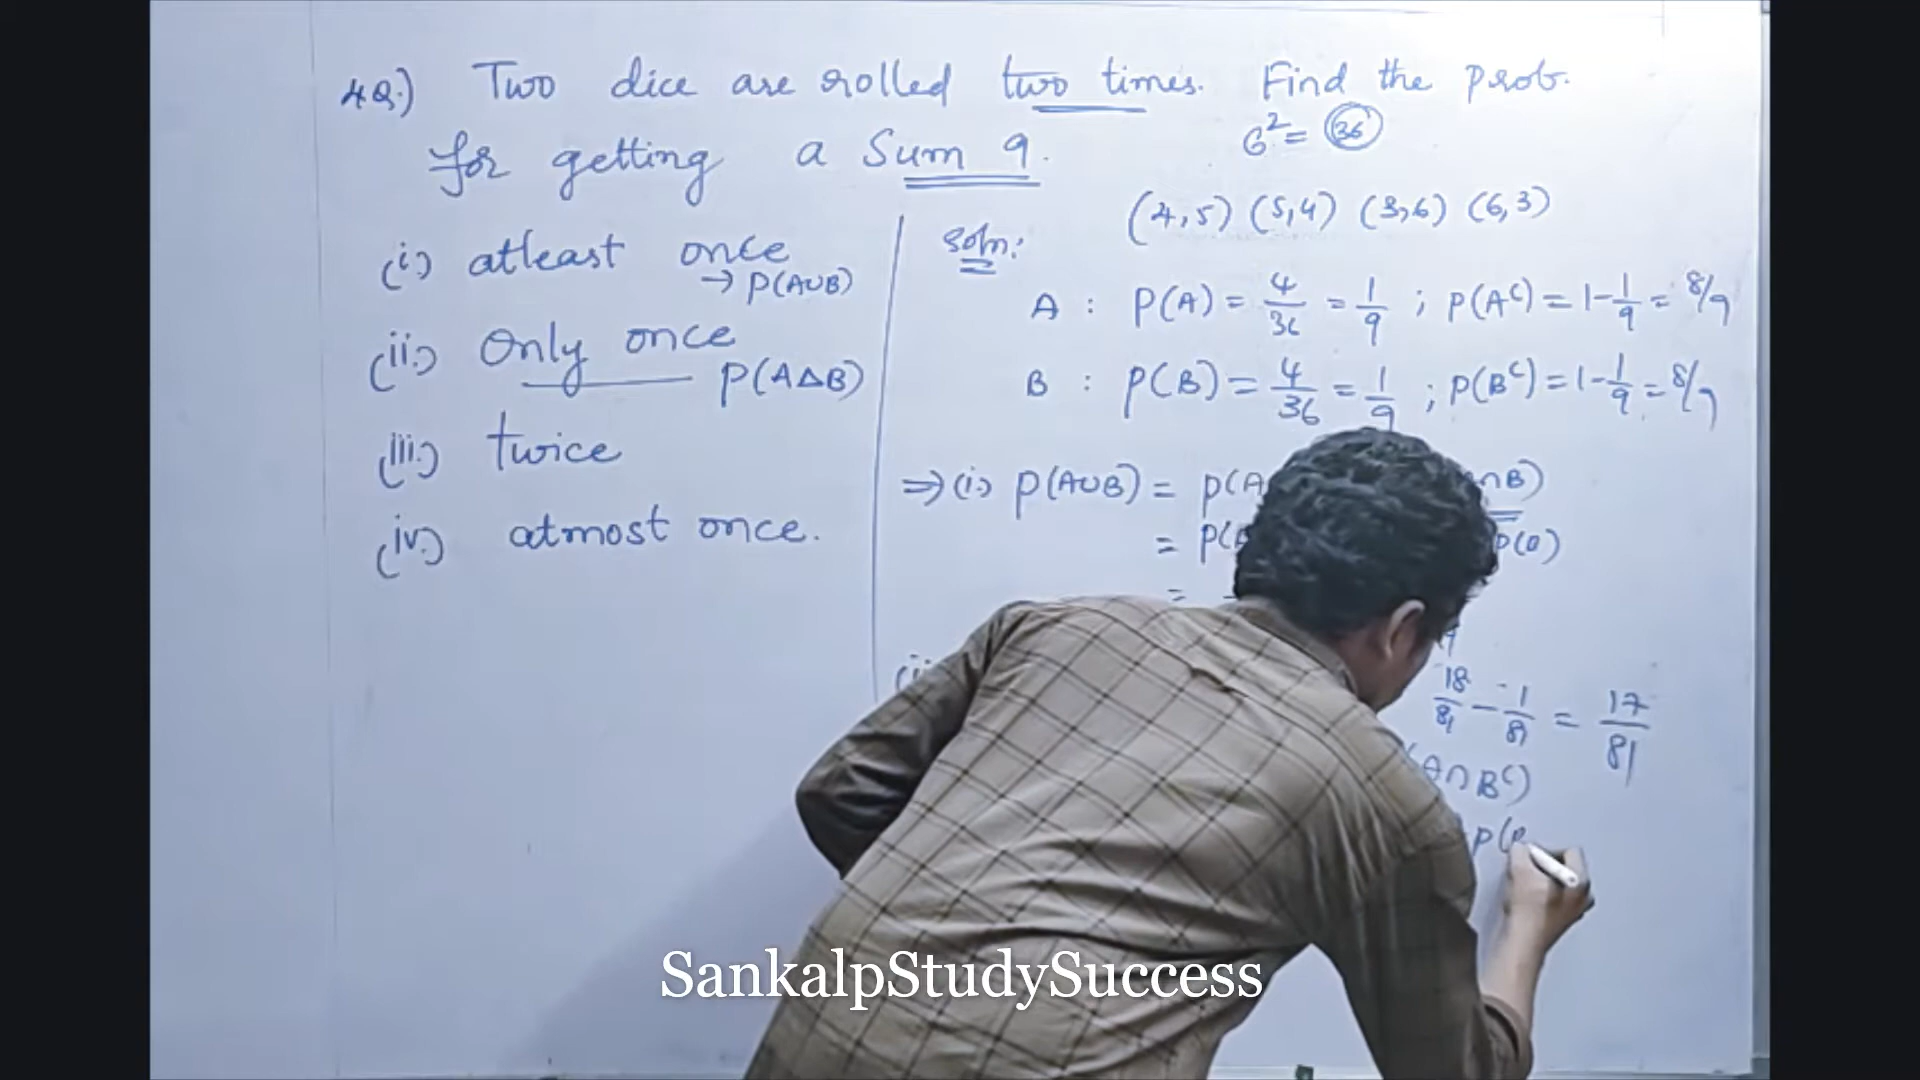 4Q.) Two dice are rolled two times. Find the prob.
for getting a Sum 9.
6² = 36
(i) atleast once
→ P(A∪B)
(ii) Only once
P(A△B)
(iii) twice
(iv) atmost once.
(4,5) (5,4) (3,6) (6,3)
Soln:
A : P(A) = 4/36 = 1/9 ; P(Aᶜ) = 1-1/9 = 8/9
B : P(B) = 4/36 = 1/9 ; P(Bᶜ) = 1-1/9 = 8/9
⇒ (i) P(A∪B) = P(A ∩B)
= P( P(B)
=
18/81 - 1/81 = 17/81
A∩Bᶜ)
P(
SankalpStudySuccess